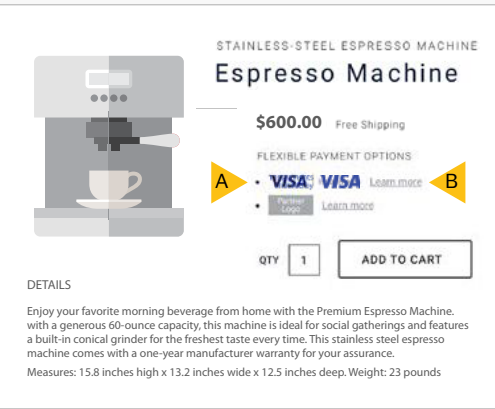 STAINLESS-STEEL ESPRESSO MACHINE
Espresso Machine
$600.00 Free Shipping
FLEXIBLE PAYMENT OPTIONS
A • VISA VISA Learn more B
• Partner Logo Learn more
QTY 1 ADD TO CART
DETAILS
Enjoy your favorite morning beverage from home with the Premium Espresso Machine.
with a generous 60-ounce capacity, this machine is ideal for social gatherings and features
a built-in conical grinder for the freshest taste every time. This stainless steel espresso
machine comes with a one-year manufacturer warranty for your assurance.
Measures: 15.8 inches high x 13.2 inches wide x 12.5 inches deep. Weight: 23 pounds